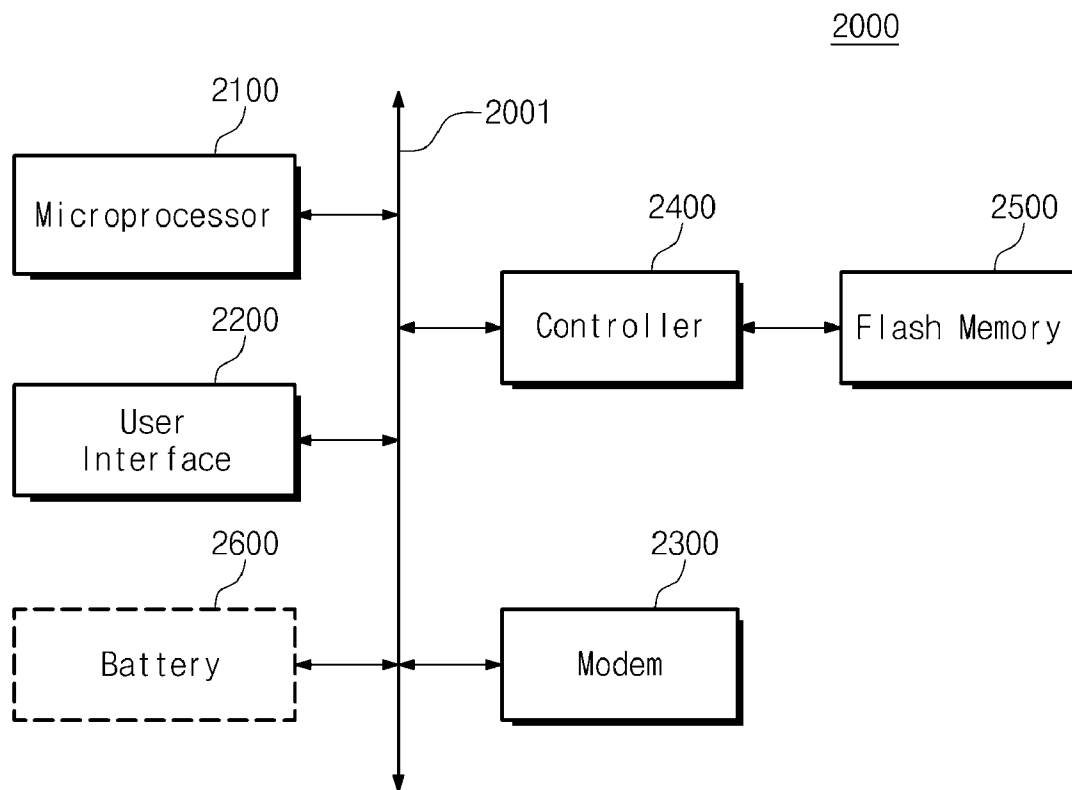 2000
2100
2001
Microprocessor
2400
2500
Controller
Flash Memory
2200
User
Interface
2600
2300
Battery
Modem